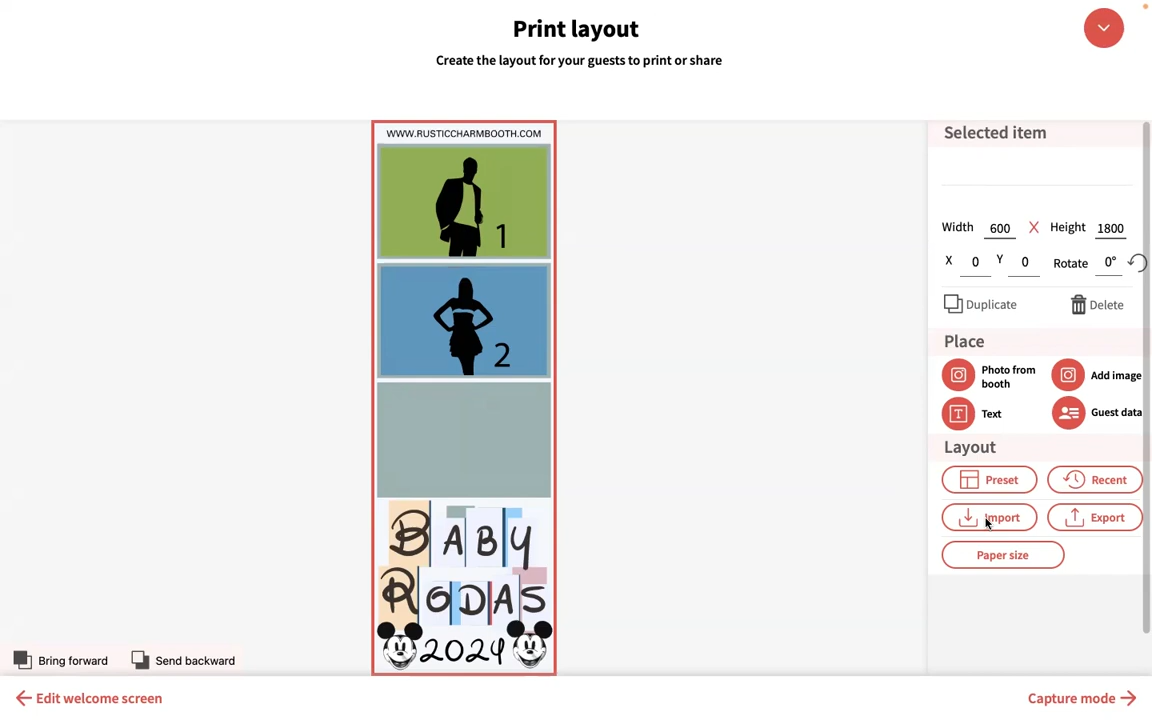 Print layout
Create the layout for your guests to print or share
WWW.RUSTICCHARMBOOTH.COM
1
2
BABY
RODAS
2024
Selected item
Width 600 X Height 1800
X 0 Y 0 Rotate 0°
Duplicate Delete
Place
Photo from booth
Add image
Text
Guest data
Layout
Preset
Recent
Import
Export
Paper size
Bring forward
Send backward
Edit welcome screen
Capture mode